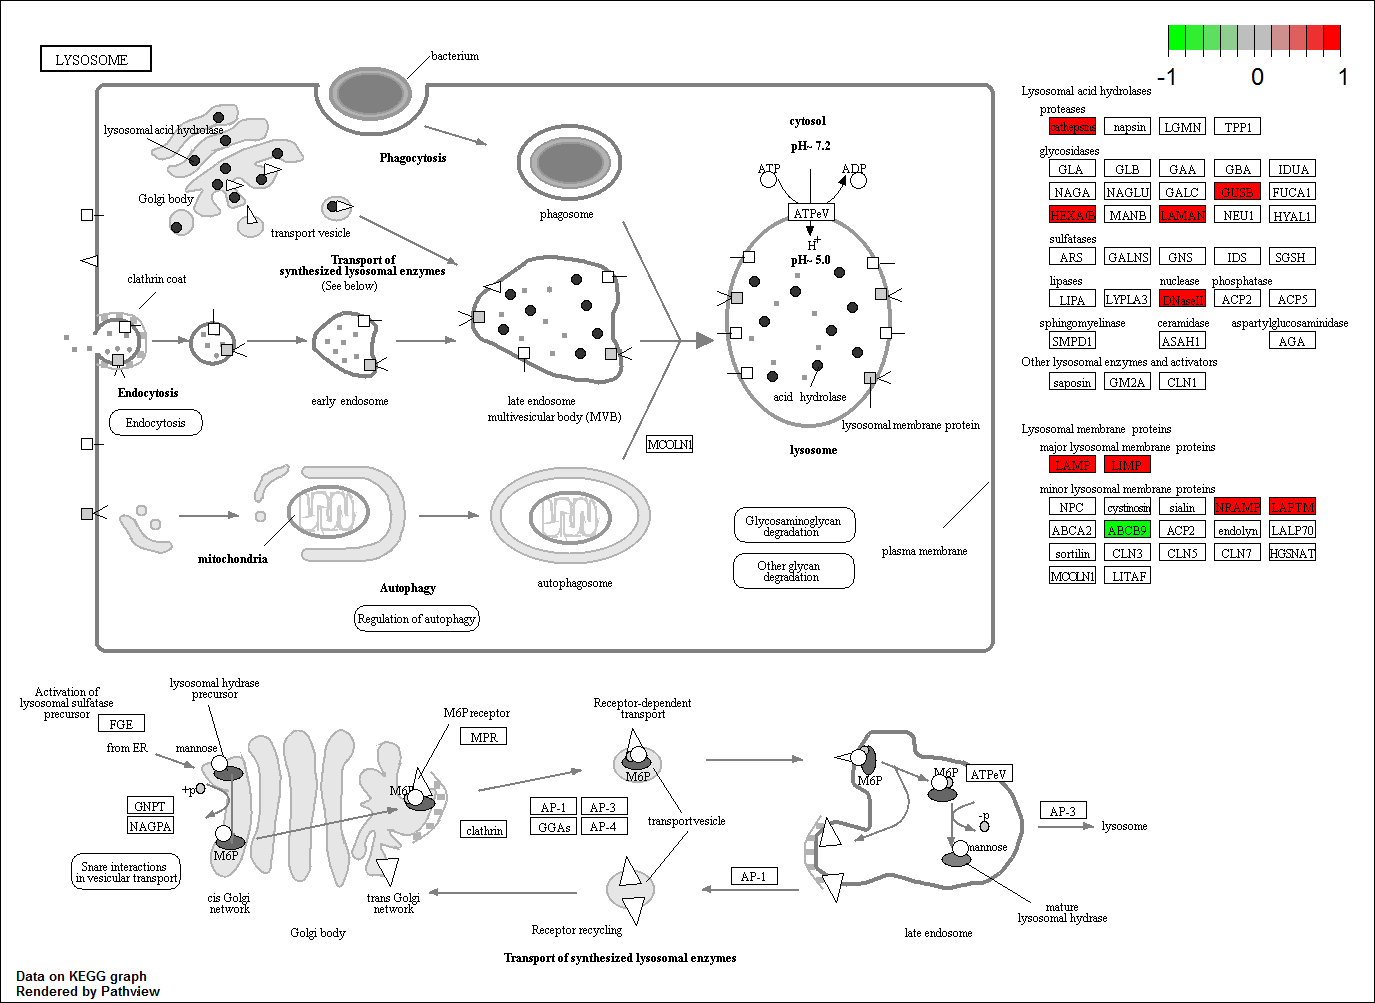 LYSOSOME
bacterium
-1 0 1
lysosomal acid hydrolase
Golgi body
transport vesicle
Phagocytosis
phagosome
Transport of
synthesized lysosomal enzymes
(See below)
clathrin coat
Endocytosis
Endocytosis
early endosome
late endosome
multivesicular body (MVB)
cytosol
pH~ 7.2
ATP
ADP
ATPeV
H+
pH~ 5.0
acid hydrolase
lysosomal membrane protein
lysosome
MCOLN1
mitochondria
Autophagy
Regulation of autophagy
autophagosome
Glycosaminoglycan
degradation
Other glycan
degradation
plasma membrane
Lysosomal acid hydrolases
proteases
cathepsins napsin LGMN TPP1
glycosidases
GLA GLB GAA GBA IDUA
NAGA NAGLU GALC GUSB FUCA1
HEXA/B MANB LAMAN NEU1 HYAL1
sulfatases
ARS GALNS GNS IDS SGSH
lipases nuclease phosphatase
LIPA LYPLA3 DNaseII ACP2 ACP5
sphingomyelinase ceramidase aspartylglucosaminidase
SMPD1 ASAH1 AGA
Other lysosomal enzymes and activators
saposin GM2A CLN1
Lysosomal membrane proteins
major lysosomal membrane proteins
LAMP LIMP
minor lysosomal membrane proteins
NPC cystinosin sialin NRAMP LAPTM
ABCA2 ABCB9 ACP2 endolyn LALP70
sortilin CLN3 CLN5 CLN7 HGSNAT
MCOLN1 LITAF
Activation of
lysosomal sulfatase
precursor
FGE
from ER
lysosomal hydrase
precursor
mannose
+p
GNPT
NAGPA
M6P
Snare interactions
in vesicular transport
cis Golgi
network
Golgi body
trans Golgi
network
M6P
M6P receptor
MPR
clathrin
AP-1 AP-3
GGAs AP-4
Receptor-dependent
transport
M6P
transport vesicle
Receptor recycling
AP-1
M6P
M6P
ATPeV
-p
mannose
AP-3
lysosome
mature
lysosomal hydrase
late endosome
Transport of synthesized lysosomal enzymes
Data on KEGG graph
Rendered by Pathview